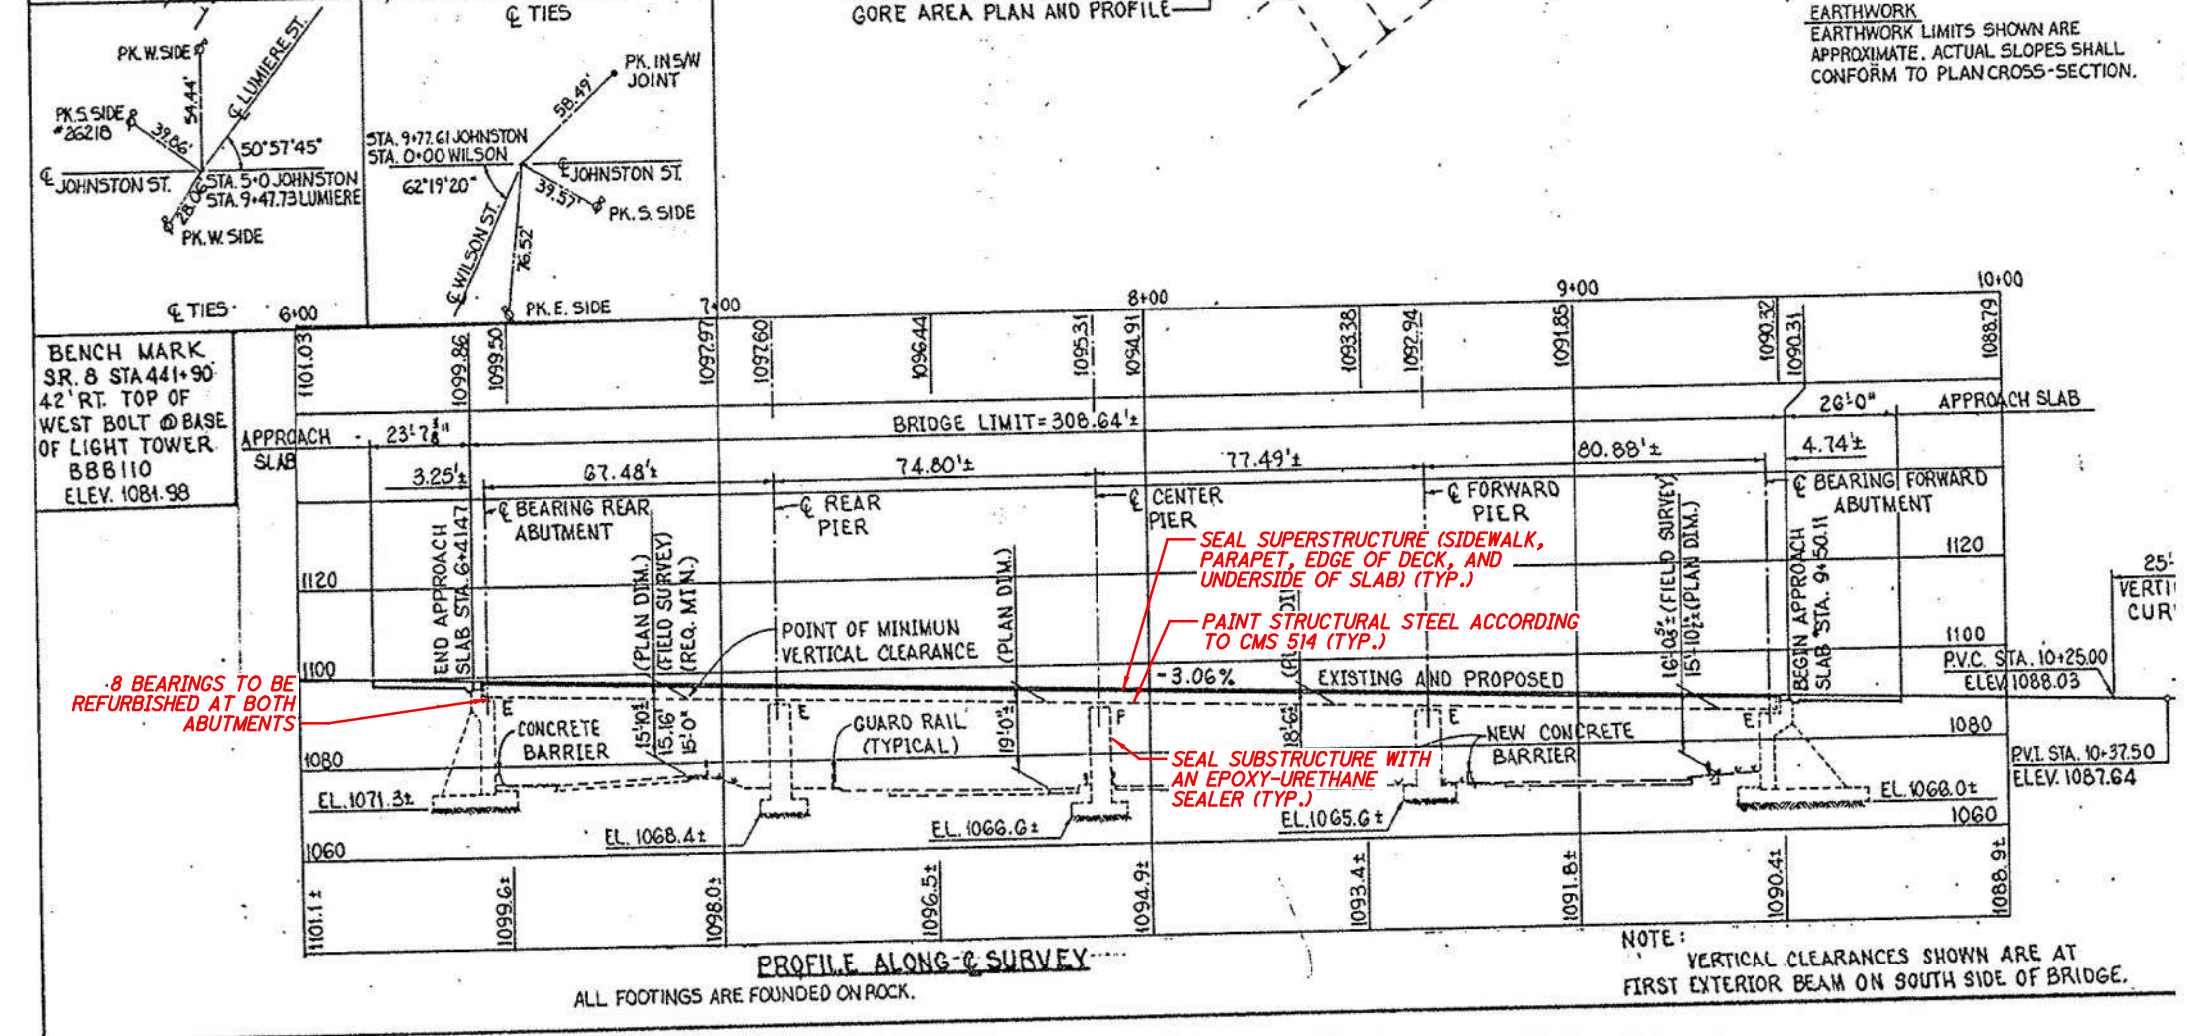 ℄ TIES
GORE AREA PLAN AND PROFILE
EARTHWORK
EARTHWORK LIMITS SHOWN ARE
APPROXIMATE. ACTUAL SLOPES SHALL
CONFORM TO PLAN CROSS-SECTION.
PK. W. SIDE
54.44'
℄ LUMIERE ST.
PK. S. SIDE
#26218
39.86'
50°57'45"
℄ JOHNSTON ST.
STA. 5+0 JOHNSTON
STA. 9+47.73 LUMIERE
28.06'
PK. W. SIDE
℄ TIES
PK. IN S/W
JOINT
58.49'
STA. 9+77.61 JOHNSTON
STA. 0+00 WILSON
62°19'20"
℄ JOHNSTON ST.
39.57'
PK. S. SIDE
℄ WILSON ST.
76.52'
PK. E. SIDE
6+00
7+00
8+00
9+00
10+00
BENCH MARK
SR. 8 STA 441+90
42' RT. TOP OF
WEST BOLT @ BASE
OF LIGHT TOWER
BBB110
ELEV. 1081.98
1101.03
1099.86
1099.50
1097.97
1097.60
1096.44
1095.31
1094.91
1093.38
1092.94
1091.85
1090.32
1090.31
1088.79
APPROACH
SLAB
23'-7⅜"
BRIDGE LIMIT = 308.64'±
26'-0"
APPROACH SLAB
3.25'±
67.48'±
74.80'±
77.49'±
80.88'±
4.74'±
℄ BEARING REAR
ABUTMENT
℄ REAR
PIER
℄ CENTER
PIER
℄ FORWARD
PIER
℄ BEARING FORWARD
ABUTMENT
END APPROACH
SLAB STA. 6+41.47
15'-10½" (PLAN DIM.)
15.16' (FIELD SURVEY)
15'-0" (REQ. MIN.)
POINT OF MINIMUN
VERTICAL CLEARANCE
19'-0½" (PLAN DIM.)
SEAL SUPERSTRUCTURE (SIDEWALK,
PARAPET, EDGE OF DECK, AND
UNDERSIDE OF SLAB) (TYP.)
PAINT STRUCTURAL STEEL ACCORDING
TO CMS 514 (TYP.)
(FIELD SURVEY)
(PLAN DIM.)
BEGIN APPROACH
SLAB STA. 9+50.11
1120
1120
25'-
VERTI
CUR
1100
1100
P.V.C. STA. 10+25.00
ELEV. 1088.03
-3.06%
EXISTING AND PROPOSED
8 BEARINGS TO BE
REFURBISHED AT BOTH
ABUTMENTS
E
E
F
E
E
CONCRETE
BARRIER
GUARD RAIL
(TYPICAL)
NEW CONCRETE
BARRIER
1080
1080
P.V.I. STA. 10+37.50
ELEV. 1087.64
SEAL SUBSTRUCTURE WITH
AN EPOXY-URETHANE
SEALER (TYP.)
EL. 1071.3±
EL. 1068.4±
EL. 1066.6±
EL. 1065.6±
EL. 1066.0±
1060
1060
1101.1±
1099.6±
1098.0±
1096.5±
1094.9±
1093.4±
1091.8±
1090.4±
1088.9±
PROFILE ALONG ℄ SURVEY
ALL FOOTINGS ARE FOUNDED ON ROCK.
NOTE:
VERTICAL CLEARANCES SHOWN ARE AT
FIRST EXTERIOR BEAM ON SOUTH SIDE OF BRIDGE.